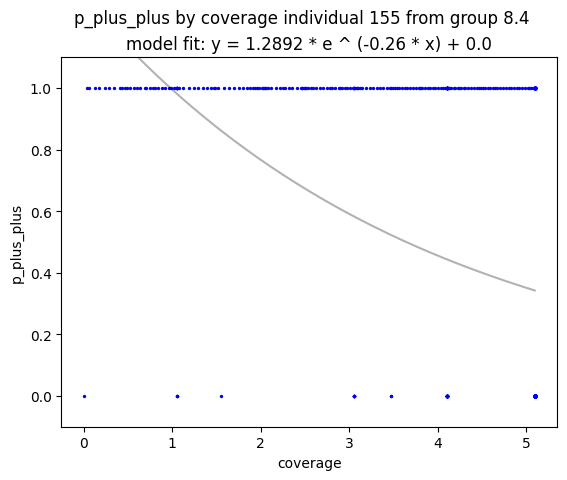 p_plus_plus by coverage individual 155 from group 8.4
model fit: y = 1.2892 * e ^ (-0.26 * x) + 0.0
1.0
0.8
0.6
0.4
0.2
0.0
p_plus_plus
0 1 2 3 4 5
coverage